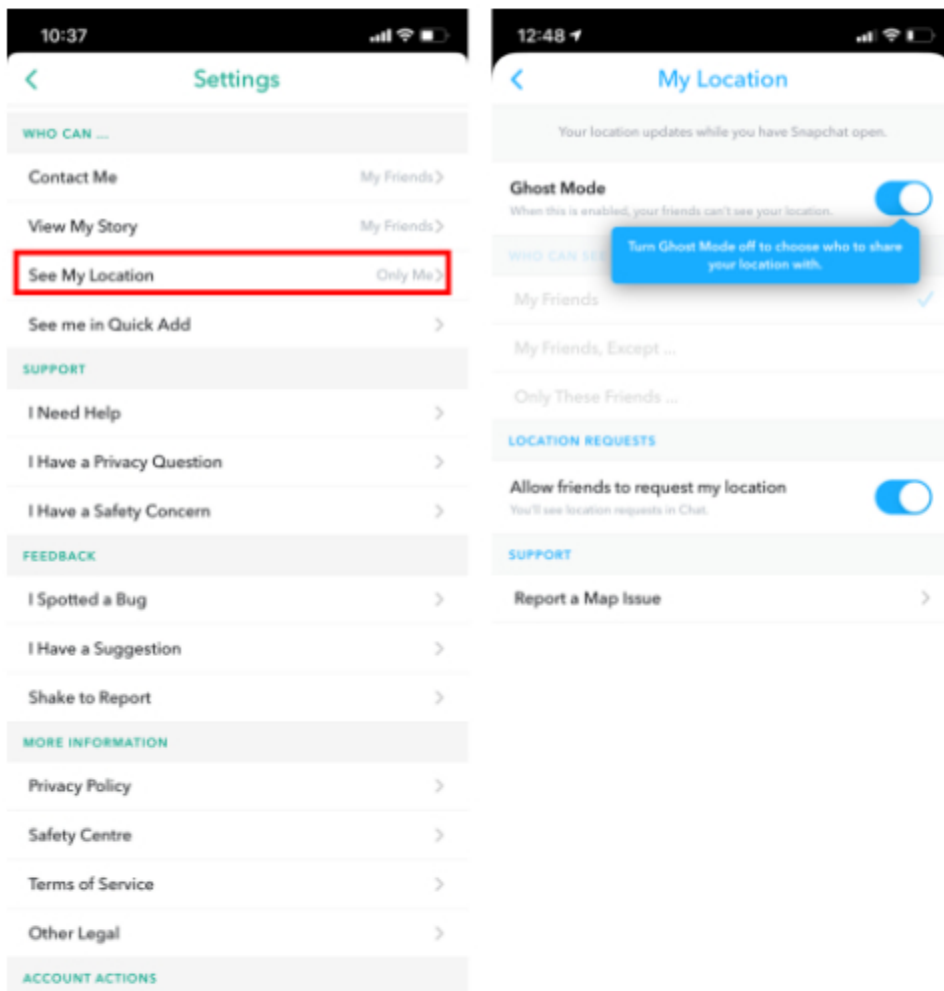 10:37
Settings
WHO CAN ...
Contact Me My Friends
View My Story My Friends
See My Location Only Me
See me in Quick Add
SUPPORT
I Need Help
I Have a Privacy Question
I Have a Safety Concern
FEEDBACK
I Spotted a Bug
I Have a Suggestion
Shake to Report
MORE INFORMATION
Privacy Policy
Safety Centre
Terms of Service
Other Legal
ACCOUNT ACTIONS
12:48
My Location
Your location updates while you have Snapchat open.
Ghost Mode
When this is enabled, your friends can't see your location.
Turn Ghost Mode off to choose who to share
your location with.
WHO CAN SEE
My Friends
My Friends, Except ...
Only These Friends ...
LOCATION REQUESTS
Allow friends to request my location
You'll see location requests in Chat.
SUPPORT
Report a Map Issue